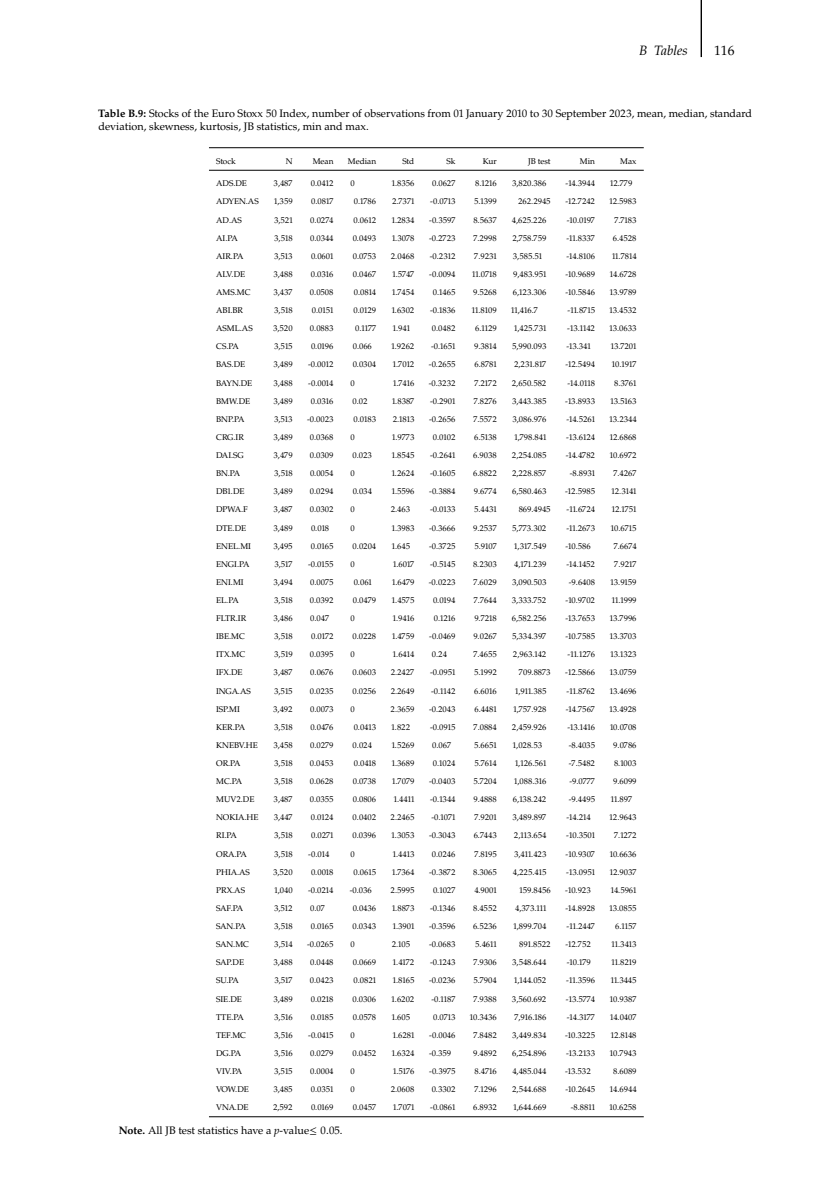 B Tables 116
Table B.9: Stocks of the Euro Stoxx 50 Index, number of observations from 01 January 2010 to 30 September 2023, mean, median, standard
deviation, skewness, kurtosis, JB statistics, min and max.
Stock N Mean Median Std Sk Kur JB test Min Max
ADS.DE 3,487 0.0412 0 1.8356 0.0627 8.1216 3,820.386 -14.3944 12.779
ADYEN.AS 1,359 0.0817 0.1786 2.7371 -0.0713 5.1399 262.2945 -12.7242 12.5983
AD.AS 3,521 0.0274 0.0612 1.2834 -0.3597 8.5637 4,625.226 -10.0197 7.7183
AI.PA 3,518 0.0344 0.0493 1.3078 -0.2723 7.2998 2,758.759 -11.8337 6.4528
AIR.PA 3,513 0.0601 0.0753 2.0468 -0.2312 7.9231 3,585.51 -14.8106 11.7814
ALV.DE 3,488 0.0316 0.0467 1.5747 -0.0094 11.0718 9,483.951 -10.9689 14.6728
AMS.MC 3,437 0.0508 0.0814 1.7454 0.1465 9.5268 6,123.306 -10.5846 13.9789
ABI.BR 3,518 0.0151 0.0129 1.6302 -0.1836 11.8109 11,416.7 -11.8715 13.4532
ASML.AS 3,520 0.0883 0.1177 1.941 0.0482 6.1129 1,425.731 -13.1142 13.0633
CS.PA 3,515 0.0196 0.066 1.9262 -0.1651 9.3814 5,990.093 -13.341 13.7201
BAS.DE 3,489 -0.0012 0.0304 1.7012 -0.2655 6.8781 2,231.817 -12.5494 10.1917
BAYN.DE 3,488 -0.0014 0 1.7416 -0.3232 7.2172 2,650.582 -14.0118 8.3761
BMW.DE 3,489 0.0316 0.02 1.8387 -0.2901 7.8276 3,443.385 -13.8933 13.5163
BNP.PA 3,513 -0.0023 0.0183 2.1813 -0.2656 7.5572 3,086.976 -14.5261 13.2344
CRG.IR 3,489 0.0368 0 1.9773 0.0102 6.5138 1,798.841 -13.6124 12.6868
DAI.SG 3,479 0.0309 0.023 1.8545 -0.2641 6.9038 2,254.085 -14.4782 10.6972
BN.PA 3,518 0.0054 0 1.2624 -0.1605 6.8822 2,228.857 -8.8931 7.4267
DB1.DE 3,489 0.0294 0.034 1.5596 -0.3884 9.6774 6,580.463 -12.5985 12.3141
DPWA.F 3,487 0.0302 0 2.463 -0.0133 5.4431 869.4945 -11.6724 12.1751
DTE.DE 3,489 0.018 0 1.3983 -0.3666 9.2537 5,773.302 -11.2673 10.6715
ENEL.MI 3,495 0.0165 0.0204 1.645 -0.3725 5.9107 1,317.549 -10.586 7.6674
ENGI.PA 3,517 -0.0155 0 1.6017 -0.5145 8.2303 4,171.239 -14.1452 7.9217
ENI.MI 3,494 0.0075 0.061 1.6479 -0.0223 7.6029 3,090.503 -9.6408 13.9159
EL.PA 3,518 0.0392 0.0479 1.4575 0.0194 7.7644 3,333.752 -10.9702 11.1999
FLTR.IR 3,486 0.047 0 1.9416 0.1216 9.7218 6,582.256 -13.7653 13.7996
IBE.MC 3,518 0.0172 0.0228 1.4759 -0.0469 9.0267 5,334.397 -10.7585 13.3703
ITX.MC 3,519 0.0395 0 1.6414 0.24 7.4655 2,963.142 -11.1276 13.1323
IFX.DE 3,487 0.0676 0.0603 2.2427 -0.0951 5.1992 709.8873 -12.5866 13.0759
INGA.AS 3,515 0.0235 0.0256 2.2649 -0.1142 6.6016 1,911.385 -11.8762 13.4696
ISP.MI 3,492 0.0073 0 2.3659 -0.2043 6.4481 1,757.928 -14.7567 13.4928
KER.PA 3,518 0.0476 0.0413 1.822 -0.0915 7.0884 2,459.926 -13.1416 10.0708
KNEBV.HE 3,458 0.0279 0.024 1.5269 0.067 5.6651 1,028.53 -8.4035 9.0786
OR.PA 3,518 0.0453 0.0418 1.3689 0.1024 5.7614 1,126.561 -7.5482 8.1003
MC.PA 3,518 0.0628 0.0738 1.7079 -0.0403 5.7204 1,088.316 -9.0777 9.6099
MUV2.DE 3,487 0.0355 0.0806 1.4411 -0.1344 9.4888 6,138.242 -9.4495 11.897
NOKIA.HE 3,447 0.0124 0.0402 2.2465 -0.1071 7.9201 3,489.897 -14.214 12.9643
RI.PA 3,518 0.0271 0.0396 1.3053 -0.3043 6.7443 2,113.654 -10.3501 7.1272
ORA.PA 3,518 -0.014 0 1.4413 0.0246 7.8195 3,411.423 -10.9307 10.6636
PHIA.AS 3,520 0.0018 0.0615 1.7364 -0.3872 8.3065 4,225.415 -13.0951 12.9037
PRX.AS 1,040 -0.0214 -0.036 2.5995 0.1027 4.9001 159.8456 -10.923 14.5961
SAF.PA 3,512 0.07 0.0436 1.8873 -0.1346 8.4552 4,373.111 -14.8928 13.0855
SAN.PA 3,518 0.0165 0.0343 1.3901 -0.3596 6.5236 1,899.704 -11.2447 6.1157
SAN.MC 3,514 -0.0265 0 2.105 -0.0683 5.4611 891.8522 -12.752 11.3413
SAP.DE 3,488 0.0448 0.0669 1.4172 -0.1243 7.9306 3,548.644 -10.179 11.8219
SU.PA 3,517 0.0423 0.0821 1.8165 -0.0236 5.7904 1,144.052 -11.3596 11.3445
SIE.DE 3,489 0.0218 0.0306 1.6202 -0.1187 7.9388 3,560.692 -13.5774 10.9387
TTE.PA 3,516 0.0185 0.0578 1.605 0.0713 10.3436 7,916.186 -14.3177 14.0407
TEF.MC 3,516 -0.0415 0 1.6281 -0.0046 7.8482 3,449.834 -10.3225 12.8148
DG.PA 3,516 0.0279 0.0452 1.6324 -0.359 9.4892 6,254.896 -13.2133 10.7943
VIV.PA 3,515 0.0004 0 1.5176 -0.3975 8.4716 4,485.044 -13.532 8.6089
VOW.DE 3,485 0.0351 0 2.0608 0.3302 7.1296 2,544.688 -10.2645 14.6944
VNA.DE 2,592 0.0169 0.0457 1.7071 -0.0861 6.8932 1,644.669 -8.8811 10.6258
Note. All JB test statistics have a p-value≤ 0.05.